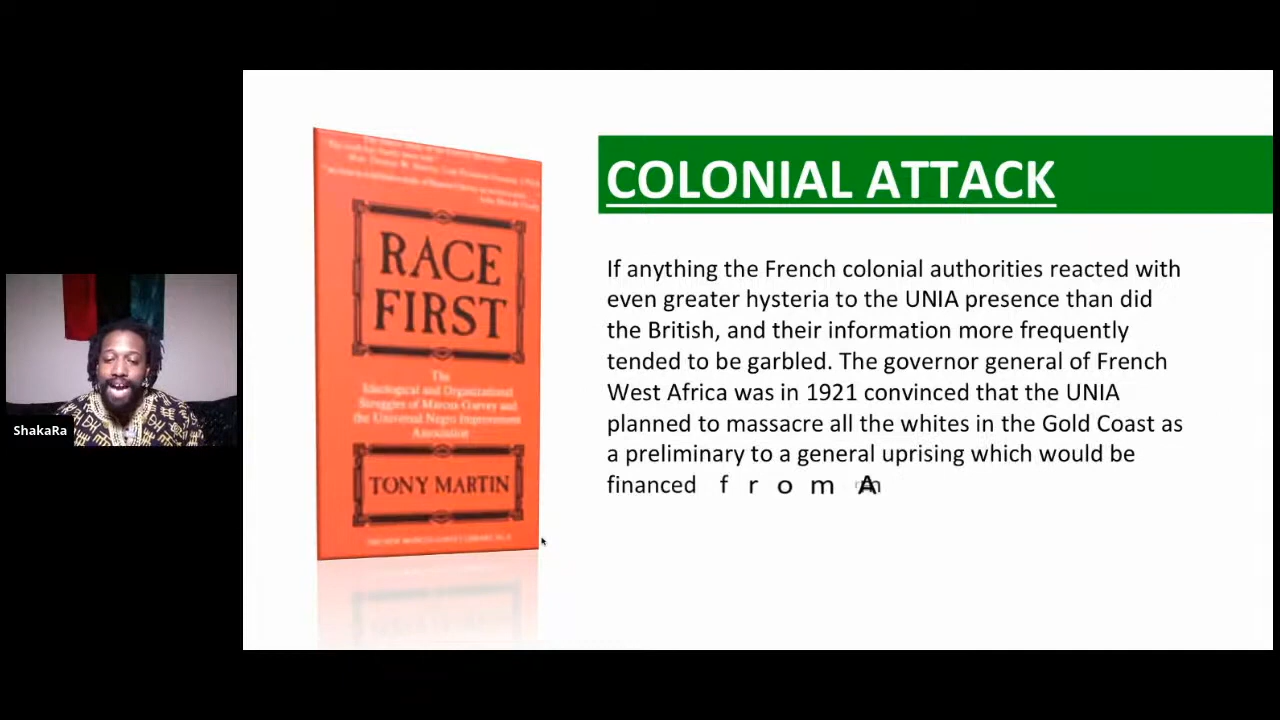 COLONIAL ATTACK
If anything the French colonial authorities reacted with
even greater hysteria to the UNIA presence than did
the British, and their information more frequently
tended to be garbled. The governor general of French
West Africa was in 1921 convinced that the UNIA
planned to massacre all the whites in the Gold Coast as
a preliminary to a general uprising which would be
financed from
RACE
FIRST
The
Ideological and Organizational
Struggles of Marcus Garvey and
the Universal Negro Improvement
Association
TONY MARTIN
ShakaRa